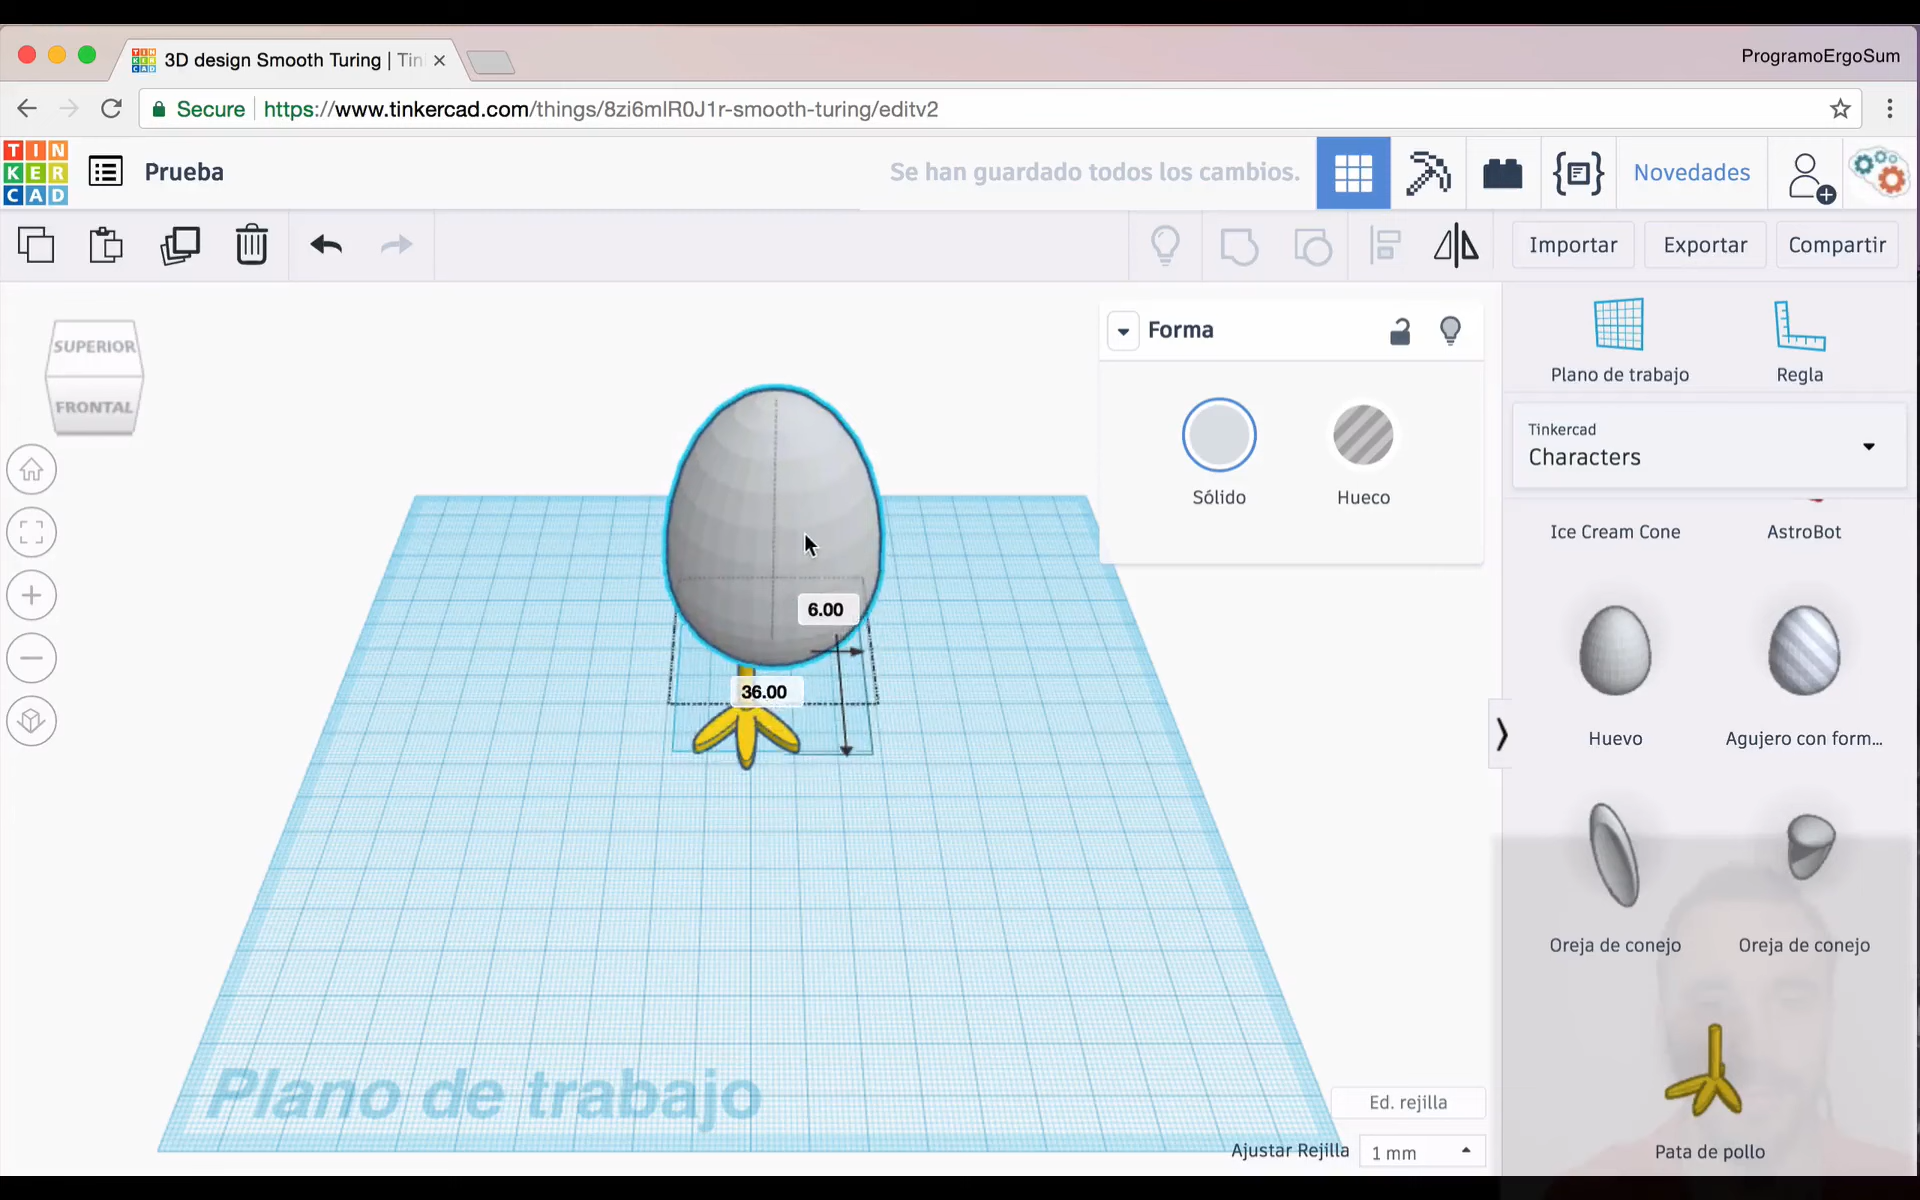 3D design Smooth Turing | Tin
ProgramoErgoSum
Secure
https://www.tinkercad.com/things/8zi6mlR0J1r-smooth-turing/editv2
TIN
KER
CAD
Prueba
Se han guardado todos los cambios.
Novedades
Importar
Exportar
Compartir
SUPERIOR
FRONTAL
Forma
Sólido
Hueco
Plano de trabajo
Regla
Tinkercad
Characters
Ice Cream Cone
AstroBot
Huevo
Agujero con form...
Oreja de conejo
Oreja de conejo
Pata de pollo
6.00
36.00
Plano de trabajo
Ed. rejilla
Ajustar Rejilla
1 mm